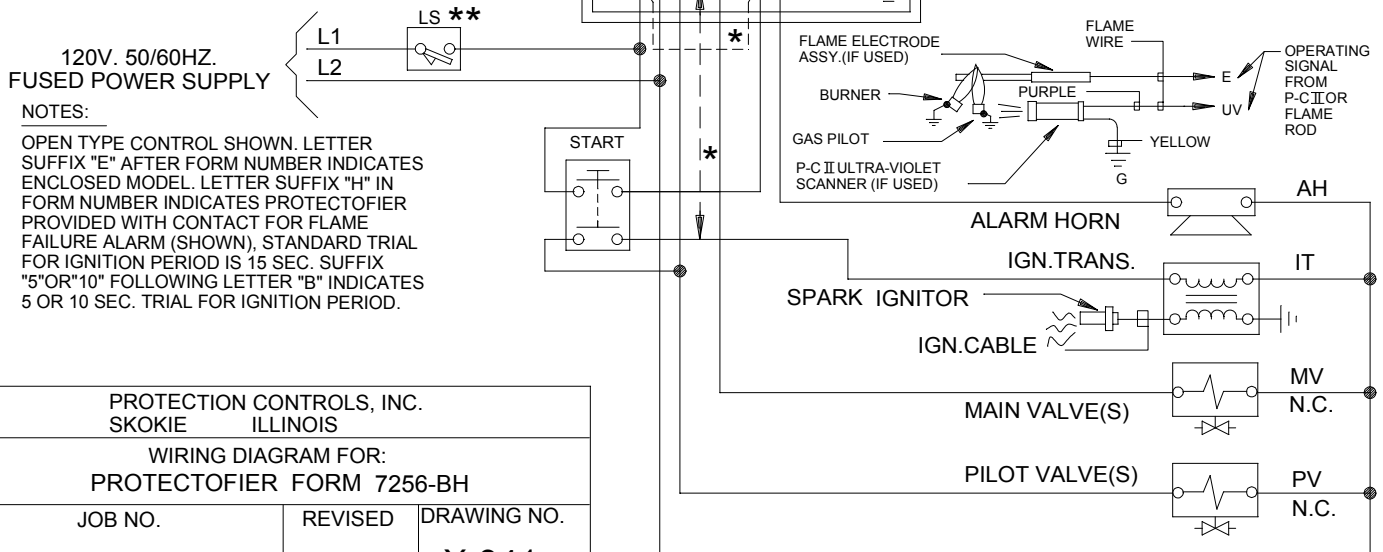 LS **
L1
L2
120V. 50/60HZ.
FUSED POWER SUPPLY
NOTES:
OPEN TYPE CONTROL SHOWN. LETTER
SUFFIX "E" AFTER FORM NUMBER INDICATES
ENCLOSED MODEL. LETTER SUFFIX "H" IN
FORM NUMBER INDICATES PROTECTOFIER
PROVIDED WITH CONTACT FOR FLAME
FAILURE ALARM (SHOWN), STANDARD TRIAL
FOR IGNITION PERIOD IS 15 SEC. SUFFIX
"5"OR"10" FOLLOWING LETTER "B" INDICATES
5 OR 10 SEC. TRIAL FOR IGNITION PERIOD.
*
*
START
FLAME ELECTRODE
ASSY.(IF USED)
FLAME
WIRE
BURNER
PURPLE
GAS PILOT
P-C II ULTRA-VIOLET
SCANNER (IF USED)
E
UV
OPERATING
SIGNAL
FROM
P-C II OR
FLAME
ROD
YELLOW
G
ALARM HORN
AH
IGN.TRANS.
IT
SPARK IGNITOR
IGN.CABLE
MAIN VALVE(S)
MV
N.C.
PILOT VALVE(S)
PV
N.C.
PROTECTION CONTROLS, INC.
SKOKIE ILLINOIS
WIRING DIAGRAM FOR:
PROTECTOFIER FORM 7256-BH
JOB NO.
REVISED
DRAWING NO.